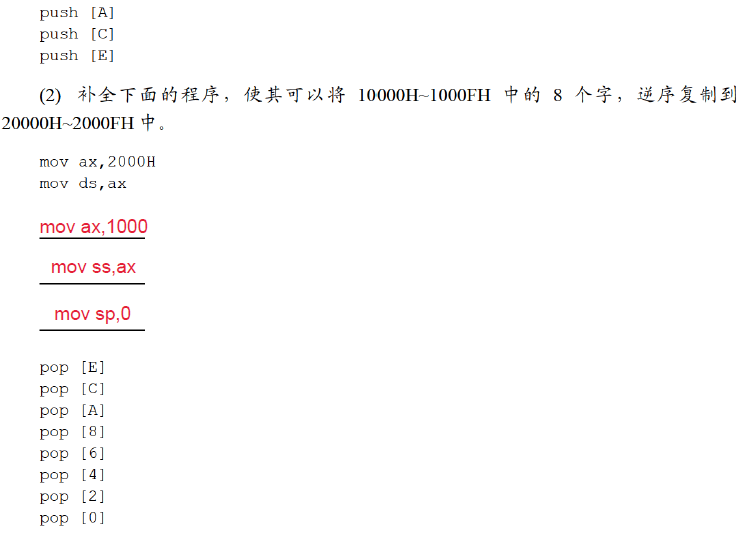 push [A]
push [C]
push [E]
(2) 补全下面的程序，使其可以将 10000H~1000FH 中的 8 个字，逆序复制到
20000H~2000FH 中。
mov ax,2000H
mov ds,ax
mov ax,1000
mov ss,ax
mov sp,0
pop [E]
pop [C]
pop [A]
pop [8]
pop [6]
pop [4]
pop [2]
pop [0]